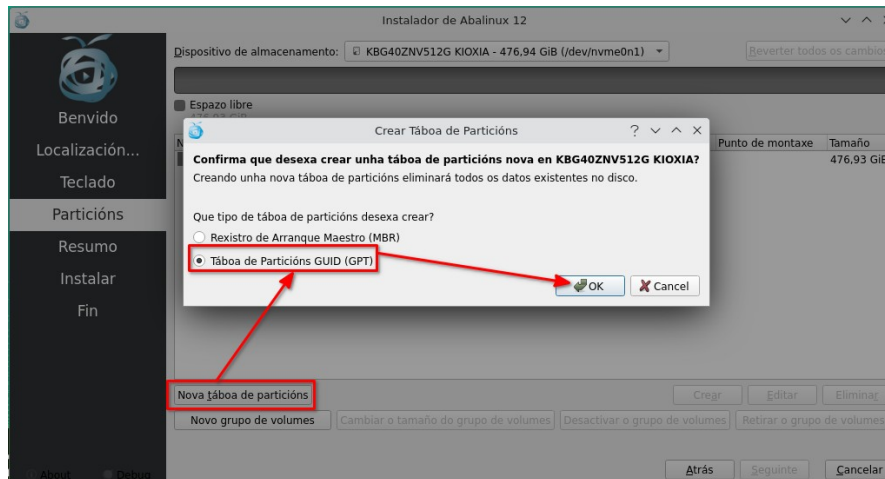 Instalador de Abalinux 12
Dispositivo de almacenamento: KBG40ZNV512G KIOXIA - 476,94 GiB (/dev/nvme0n1)
Reverter todos os cambios
Benvido
Localización...
Teclado
Particións
Resumo
Instalar
Fin
Espazo libre
476,93 GiB
Crear Táboa de Particións
Punto de montaxe Tamaño
476,93 GiB
Confirma que desexa crear unha táboa de particións nova en KBG40ZNV512G KIOXIA?
Creando unha nova táboa de particións eliminará todos os datos existentes no disco.
Que tipo de táboa de particións desexa crear?
Rexistro de Arranque Maestro (MBR)
Táboa de Particións GUID (GPT)
OK Cancel
Nova táboa de particións
Crear Editar Eliminar
Novo grupo de volumes Cambiar o tamaño do grupo de volumes Desactivar o grupo de volumes Retirar o grupo de volumes
About Debug
Atrás Seguinte Cancelar